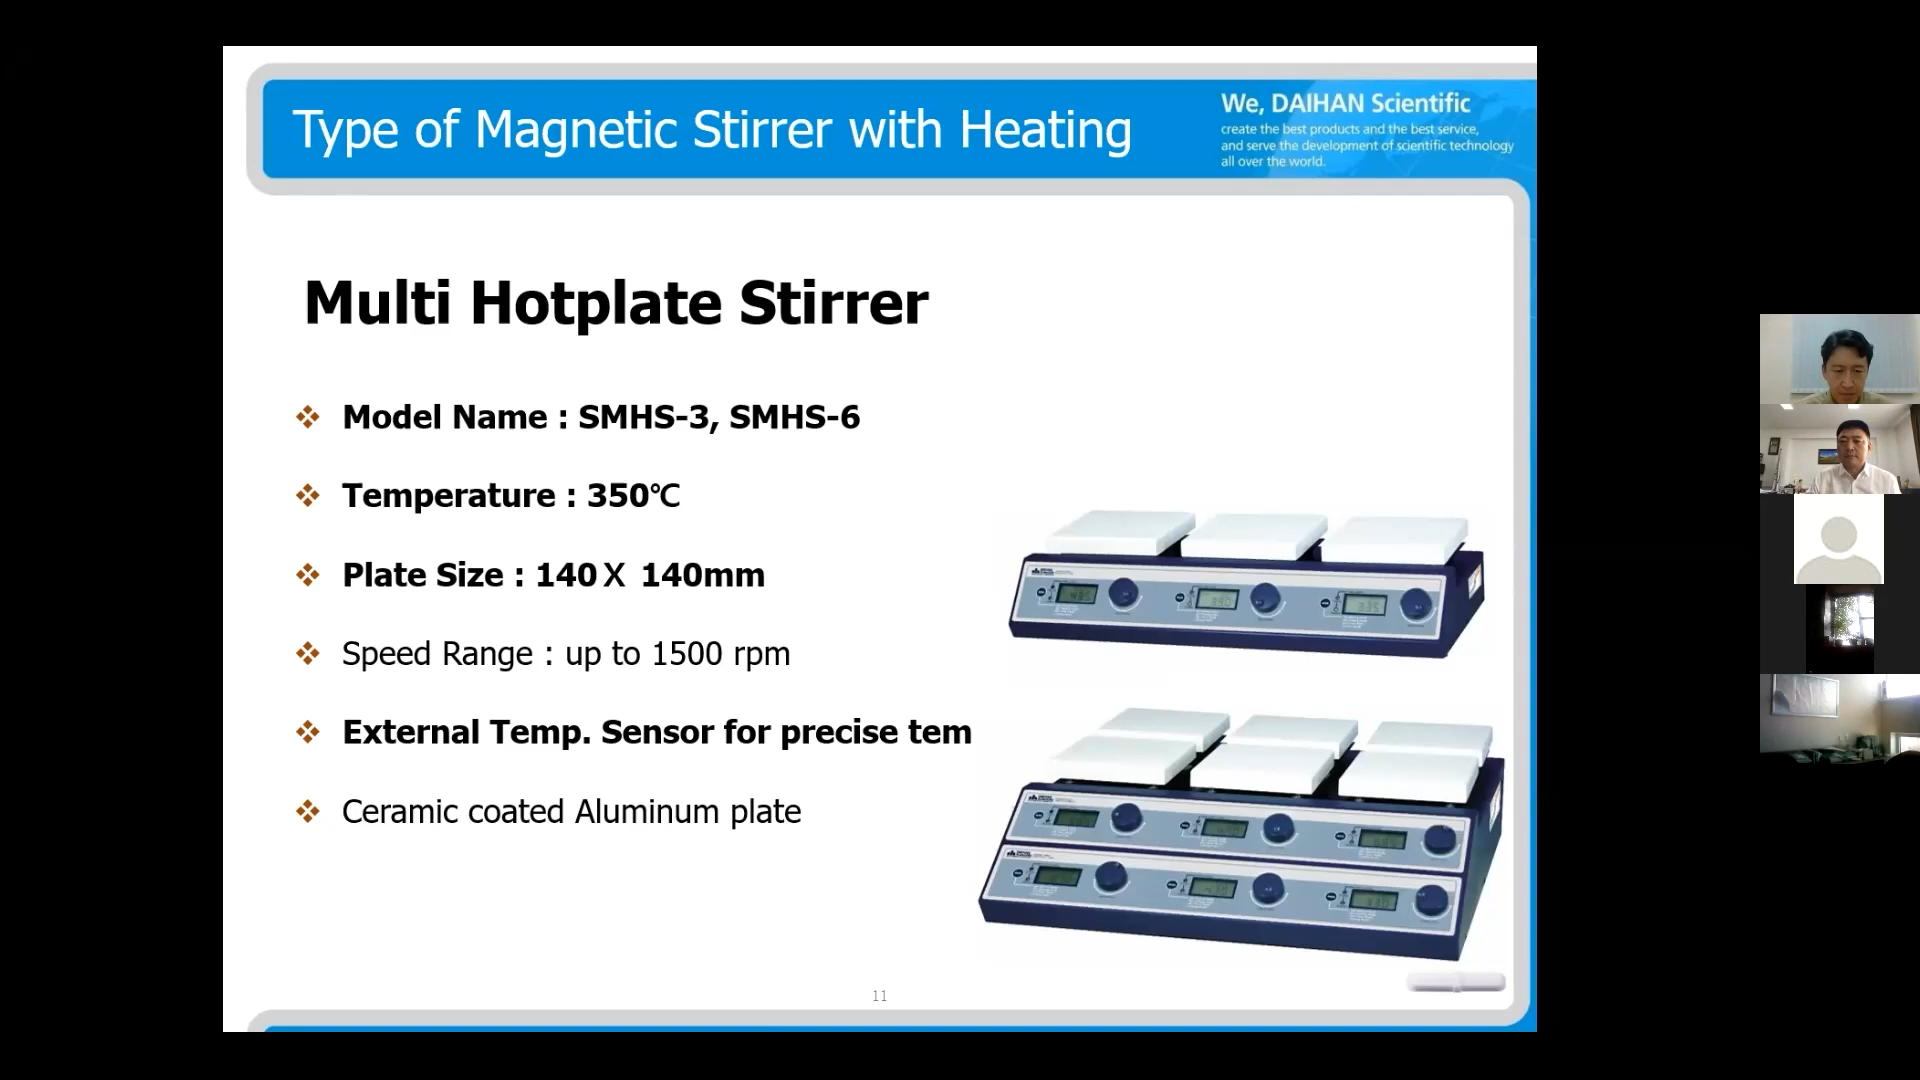 Type of Magnetic Stirrer with Heating
We, DAIHAN Scientific
create the best products and the best service,
and serve the development of scientific technology
all over the world.
Multi Hotplate Stirrer
Model Name : SMHS-3, SMHS-6
Temperature : 350℃
Plate Size : 140 X 140mm
Speed Range : up to 1500 rpm
External Temp. Sensor for precise tem
Ceramic coated Aluminum plate
11